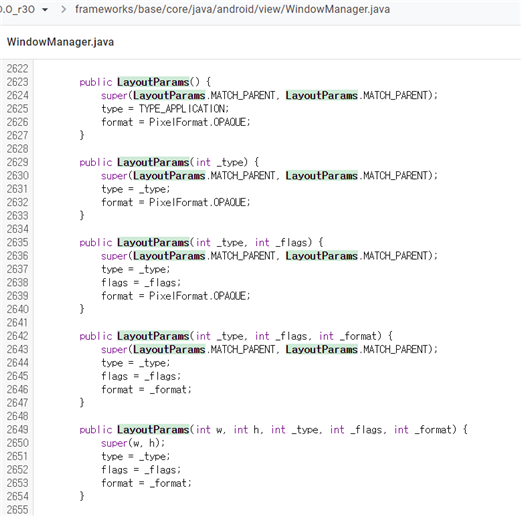 0.0_r30 frameworks/base/core/java/android/view/WindowManager.java
WindowManager.java
2622
2623 public LayoutParams() {
2624 super(LayoutParams.MATCH_PARENT, LayoutParams.MATCH_PARENT);
2625 type = TYPE_APPLICATION;
2626 format = PixelFormat.OPAQUE;
2627 }
2628
2629 public LayoutParams(int _type) {
2630 super(LayoutParams.MATCH_PARENT, LayoutParams.MATCH_PARENT);
2631 type = _type;
2632 format = PixelFormat.OPAQUE;
2633 }
2634
2635 public LayoutParams(int _type, int _flags) {
2636 super(LayoutParams.MATCH_PARENT, LayoutParams.MATCH_PARENT);
2637 type = _type;
2638 flags = _flags;
2639 format = PixelFormat.OPAQUE;
2640 }
2641
2642 public LayoutParams(int _type, int _flags, int _format) {
2643 super(LayoutParams.MATCH_PARENT, LayoutParams.MATCH_PARENT);
2644 type = _type;
2645 flags = _flags;
2646 format = _format;
2647 }
2648
2649 public LayoutParams(int w, int h, int _type, int _flags, int _format) {
2650 super(w, h);
2651 type = _type;
2652 flags = _flags;
2653 format = _format;
2654 }
2655